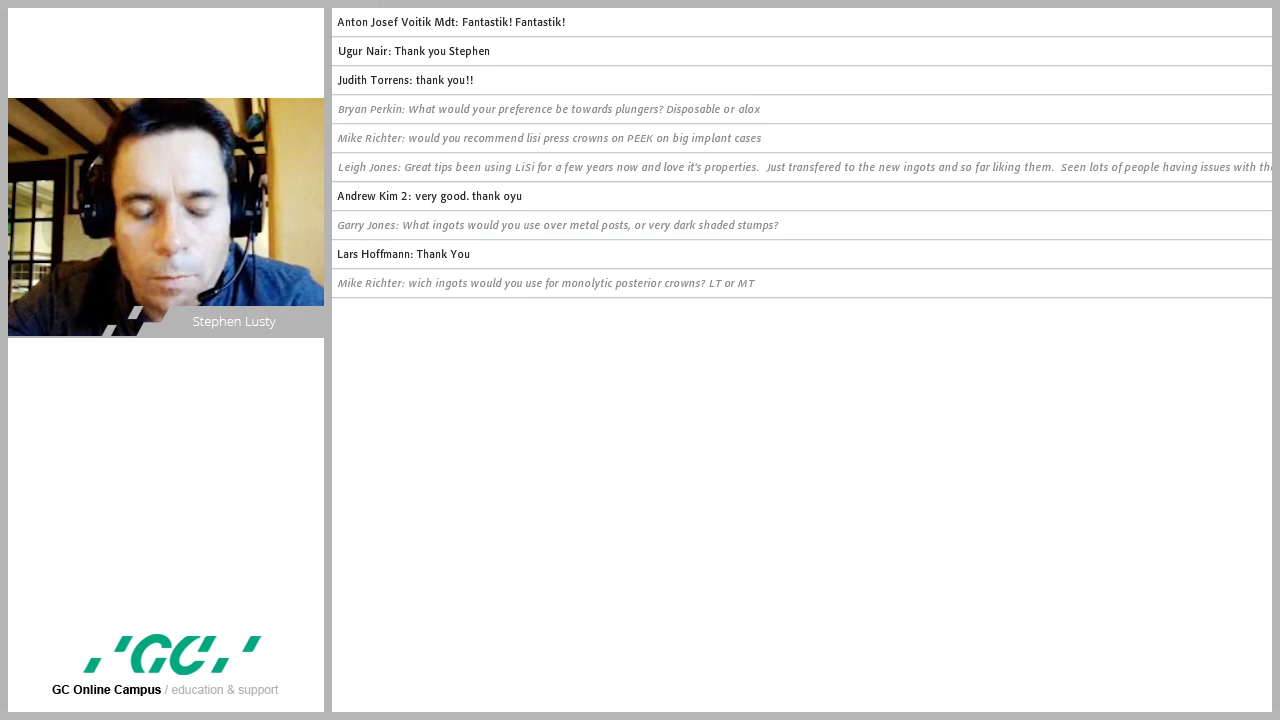 Anton Josef Voitik Mdt: Fantastik! Fantastik!
Ugur Nair: Thank you Stephen
Judith Torrens: thank you!!
Bryan Perkin: What would your preference be towards plungers? Disposable or alox
Mike Richter: would you recommend lisi press crowns on PEEK on big implant cases
Leigh Jones: Great tips been using LiSi for a few years now and love it's properties. Just transfered to the new ingots and so far liking them. Seen lots of people having issues with
Andrew Kim 2: very good. thank oyu
Garry Jones: What ingots would you use over metal posts, or very dark shaded stumps?
Lars Hoffmann: Thank You
Mike Richter: wich ingots would you use for monolytic posterior crowns? LT or MT
Stephen Lusty
GC
GC Online Campus / education & support